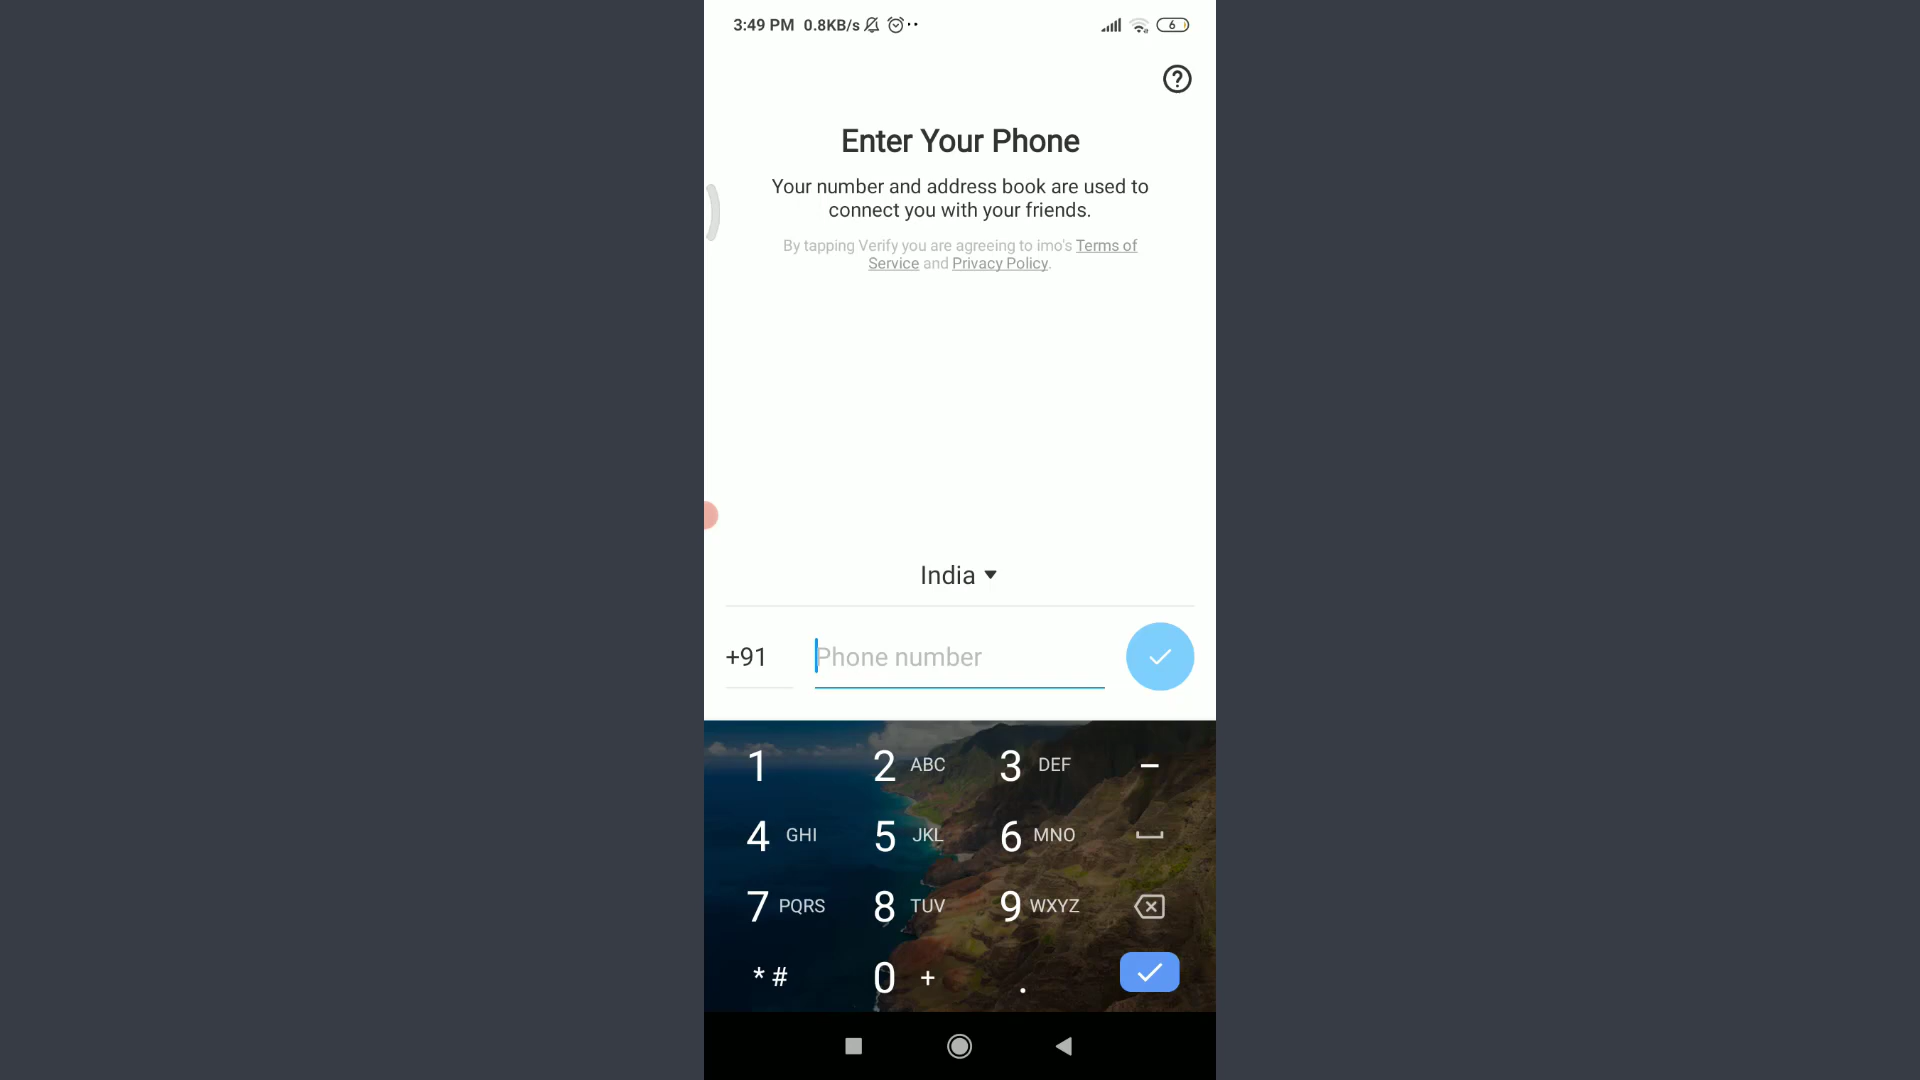 3:49 PM 0.8KB/s
6
Enter Your Phone
Your number and address book are used to
connect you with your friends.
By tapping Verify you are agreeing to imo's Terms of
Service and Privacy Policy.
India
+91 Phone number
1 2 ABC 3 DEF –
4 GHI 5 JKL 6 MNO
7 PQRS 8 TUV 9 WXYZ
* # 0 + .